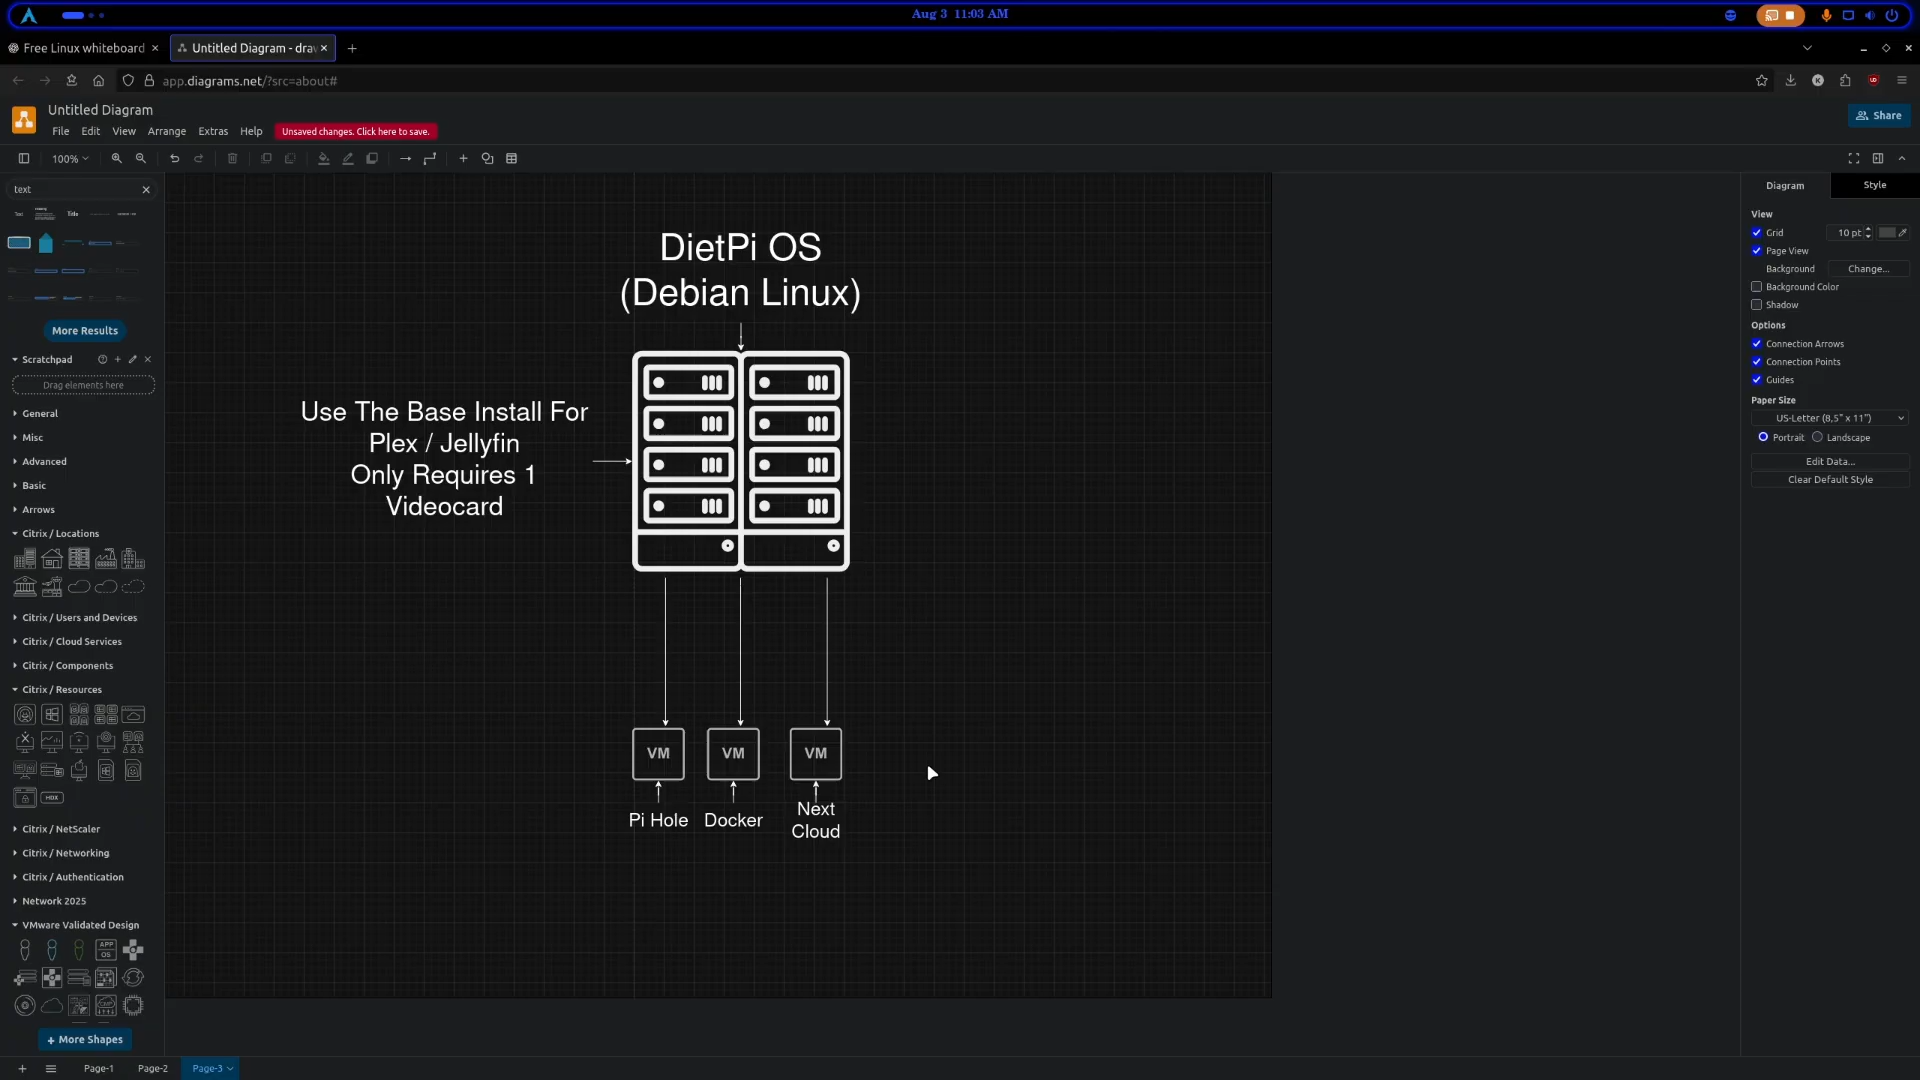 Aug 3 11:03 AM
Free Linux whiteboard
Untitled Diagram - drav
app.diagrams.net/?src=about#
Untitled Diagram
File Edit View Arrange Extras Help Unsaved changes. Click here to save.
Share
100%
text
Diagram Style
Text
Title
View
Grid 10 pt
Page View
Background Change...
Background Color
Shadow
Options
Connection Arrows
Connection Points
Guides
Paper Size
US-Letter (8,5" x 11")
Portrait Landscape
Edit Data...
Clear Default Style
More Results
Scratchpad
Drag elements here
General
Misc
Advanced
Basic
Arrows
Citrix / Locations
Citrix / Users and Devices
Citrix / Cloud Services
Citrix / Components
Citrix / Resources
HDX
Citrix / NetScaler
Citrix / Networking
Citrix / Authentication
Network 2025
VMware Validated Design
APP
OS
More Shapes
DietPi OS
(Debian Linux)
Use The Base Install For
Plex / Jellyfin
Only Requires 1
Videocard
VM VM VM
Pi Hole Docker Next
Cloud
Page-1 Page-2 Page-3